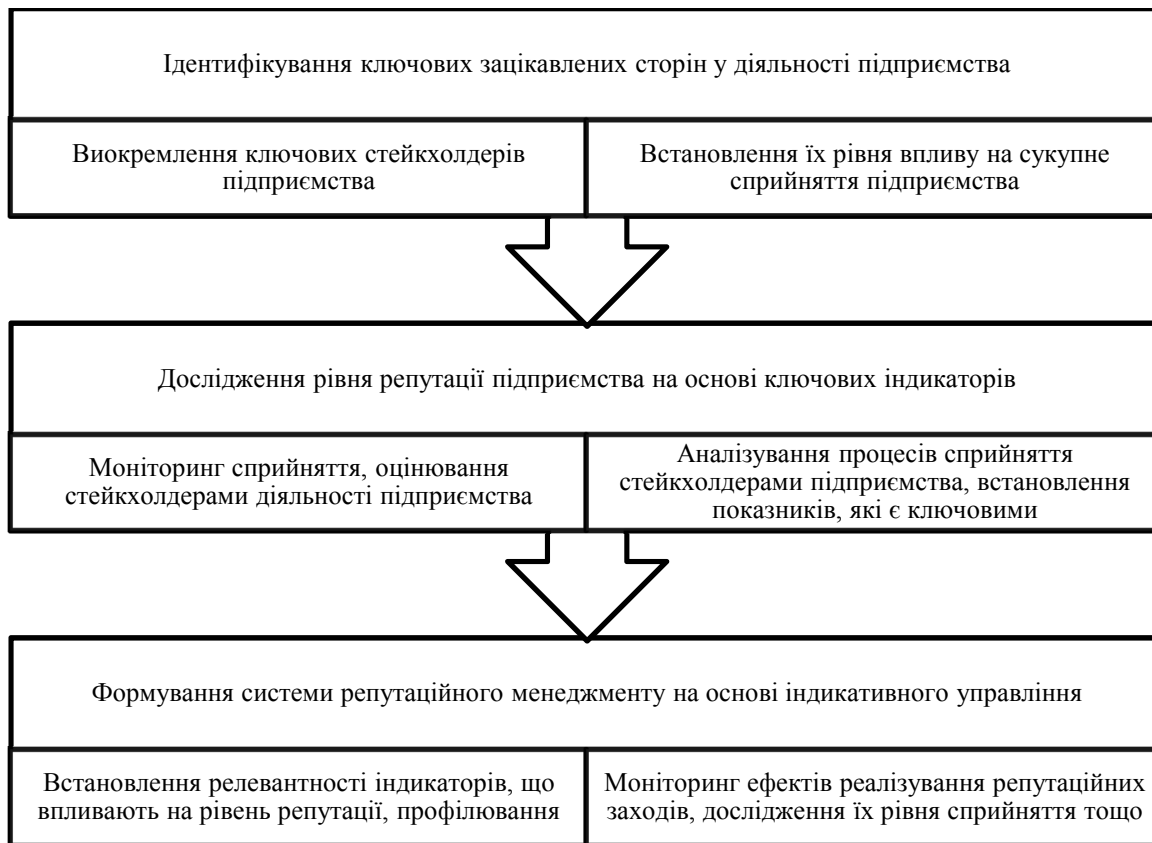 Ідентифікування ключових зацікавлених сторін у діяльності підприємства
Виокремлення ключових стейкхолдерів
підприємства
Встановлення їх рівня впливу на сукупне
сприйняття підприємства
Дослідження рівня репутації підприємства на основі ключових індикаторів
Моніторинг сприйняття, оцінювання
стейкхолдерами діяльності підприємства
Аналізування процесів сприйняття
стейкхолдерами підприємства, встановлення
показників, які є ключовими
Формування системи репутаційного менеджменту на основі індикативного управління
Встановлення релевантності індикаторів, що
впливають на рівень репутації, профілювання
Моніторинг ефектів реалізування репутаційних
заходів, дослідження їх рівня сприйняття тощо